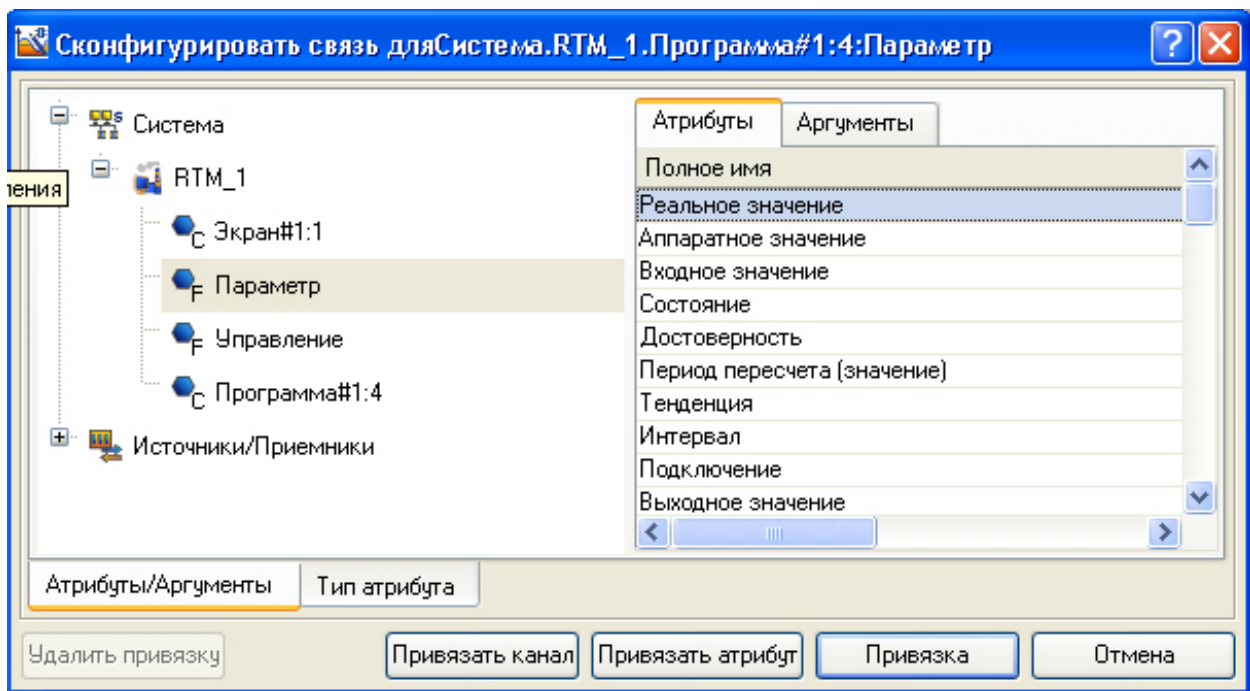 Сконфигурировать связь дляСистема.RTM_1.Программа#1:4:Параметр
Система
RTM_1
ления
Экран#1:1
Параметр
Управление
Программа#1:4
Источники/Приемники
Атрибуты
Аргументы
Полное имя
Реальное значение
Аппаратное значение
Входное значение
Состояние
Достоверность
Период пересчета (значение)
Тенденция
Интервал
Подключение
Выходное значение
Атрибуты/Аргументы
Тип атрибута
Удалить привязку
Привязать канал
Привязать атрибут
Привязка
Отмена